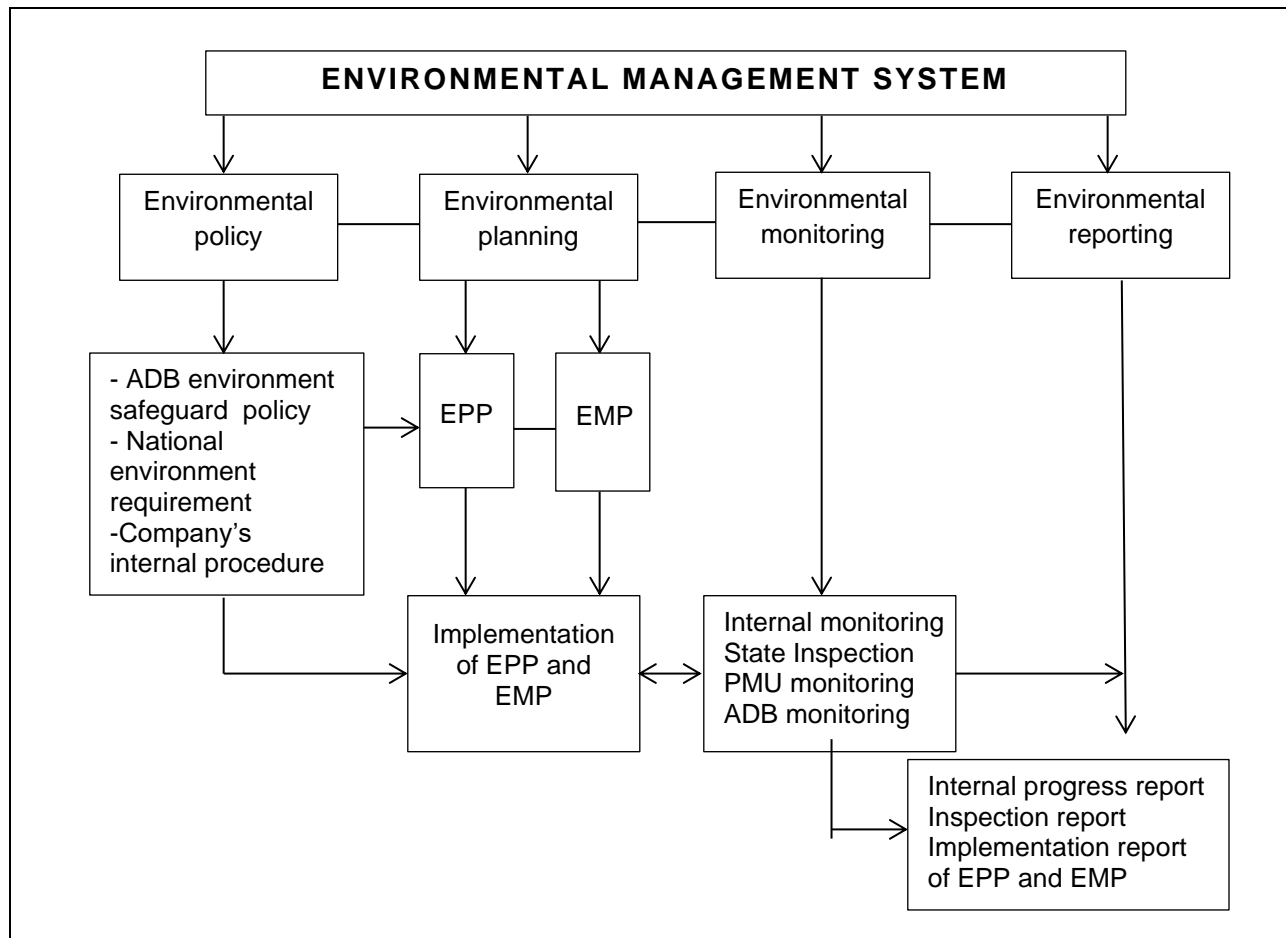 ENVIRONMENTAL MANAGEMENT SYSTEM
Environmental
policy
Environmental
planning
Environmental
monitoring
Environmental
reporting
- ADB environment
safeguard policy
- National
environment
requirement
-Company’s
internal procedure
EPP
EMP
Implementation
of EPP and
EMP
Internal monitoring
State Inspection
PMU monitoring
ADB monitoring
Internal progress report
Inspection report
Implementation report
of EPP and EMP